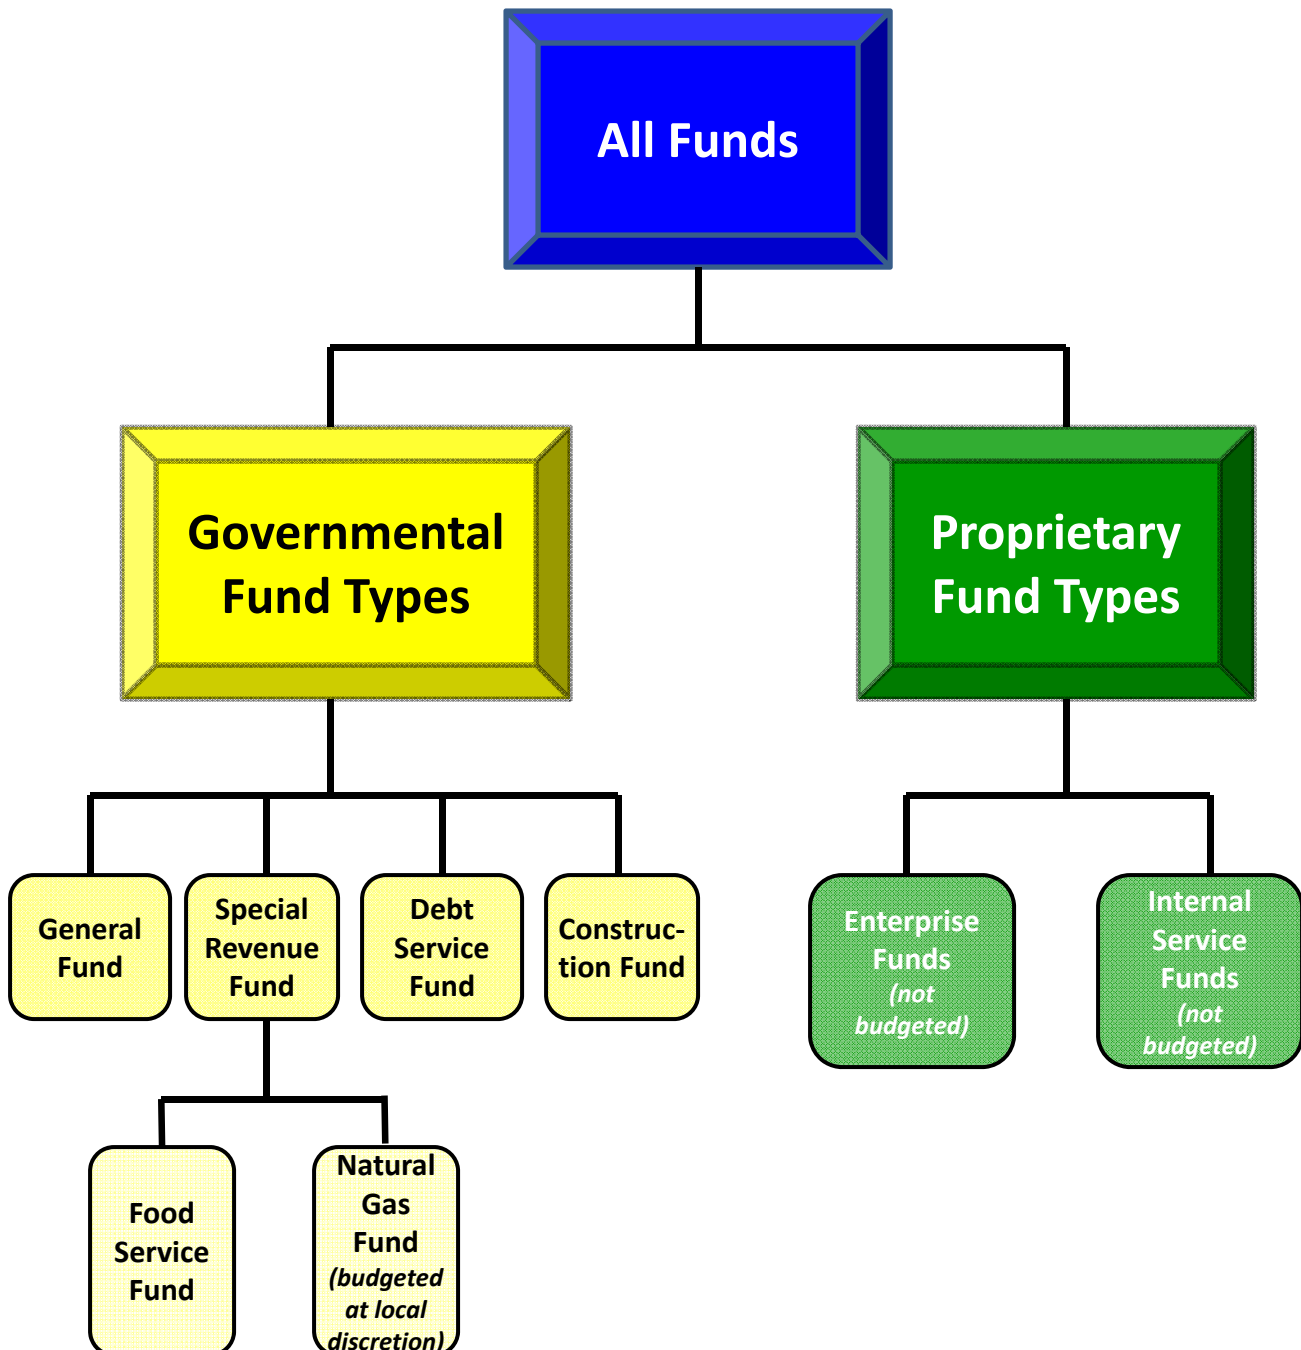 All Funds
Governmental
Fund Types
Proprietary
Fund Types
General
Fund
Special
Revenue
Fund
Debt
Service
Fund
Construc-
tion Fund
Enterprise
Funds
(not
budgeted)
Internal
Service
Funds
(not
budgeted)
Food
Service
Fund
Natural
Gas
Fund
(budgeted
at local
discretion)